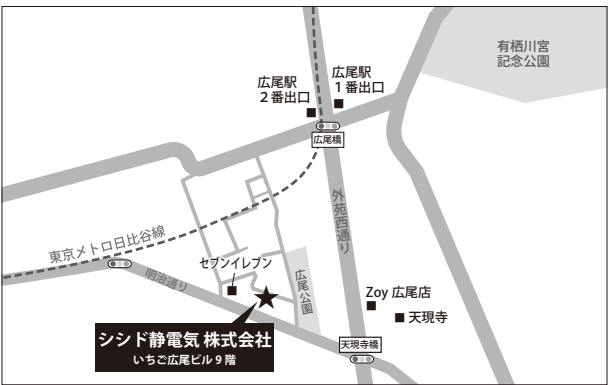 有栖川宮
記念公園
広尾駅
1番出口
広尾駅
2番出口
広尾橋
外苑西通り
東京メトロ日比谷線
明治通り
セブンイレブン
広尾公園
Zoy 広尾店
天現寺
天現寺橋
シシド静電気 株式会社
いちご広尾ビル9階